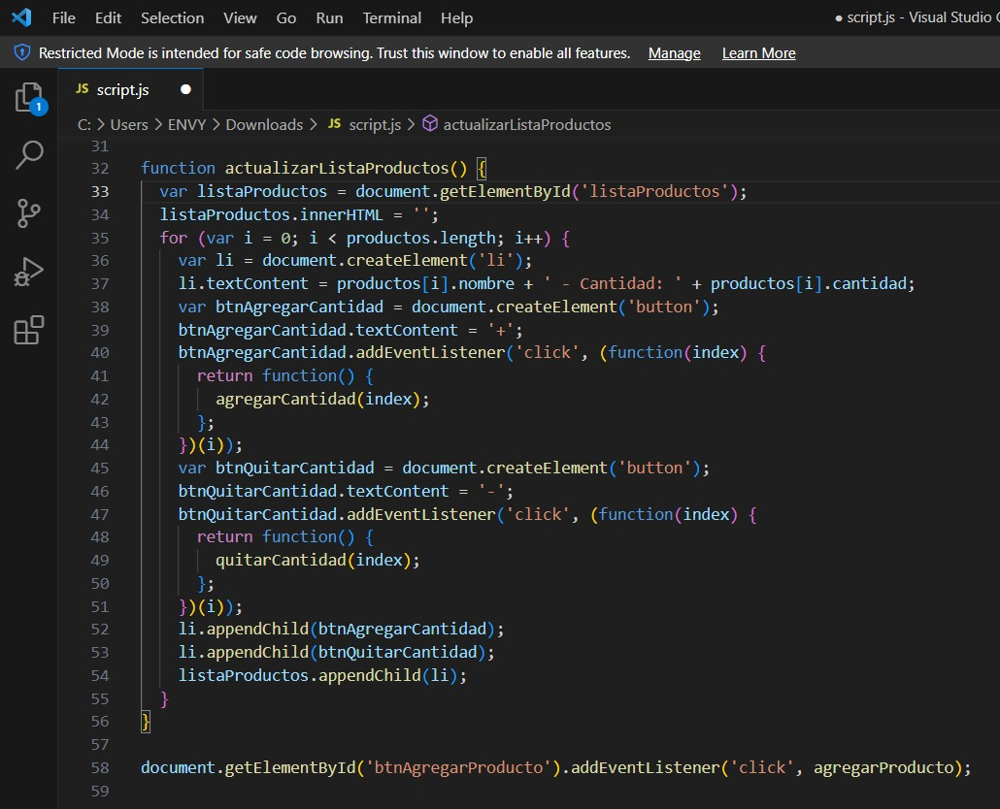 File Edit Selection View Go Run Terminal Help ● script.js - Visual Studio
Restricted Mode is intended for safe code browsing. Trust this window to enable all features. Manage Learn More
1
JS script.js ●
C: > Users > ENVY > Downloads > JS script.js > actualizarListaProductos
31
32 function actualizarListaProductos() {
33   var listaProductos = document.getElementById('listaProductos');
34   listaProductos.innerHTML = '';
35   for (var i = 0; i < productos.length; i++) {
36     var li = document.createElement('li');
37     li.textContent = productos[i].nombre + ' - Cantidad: ' + productos[i].cantidad;
38     var btnAgregarCantidad = document.createElement('button');
39     btnAgregarCantidad.textContent = '+';
40     btnAgregarCantidad.addEventListener('click', (function(index) {
41       return function() {
42         agregarCantidad(index);
43       };
44     })(i));
45     var btnQuitarCantidad = document.createElement('button');
46     btnQuitarCantidad.textContent = '-';
47     btnQuitarCantidad.addEventListener('click', (function(index) {
48       return function() {
49         quitarCantidad(index);
50       };
51     })(i));
52     li.appendChild(btnAgregarCantidad);
53     li.appendChild(btnQuitarCantidad);
54     listaProductos.appendChild(li);
55   }
56 }
57
58 document.getElementById('btnAgregarProducto').addEventListener('click', agregarProducto);
59